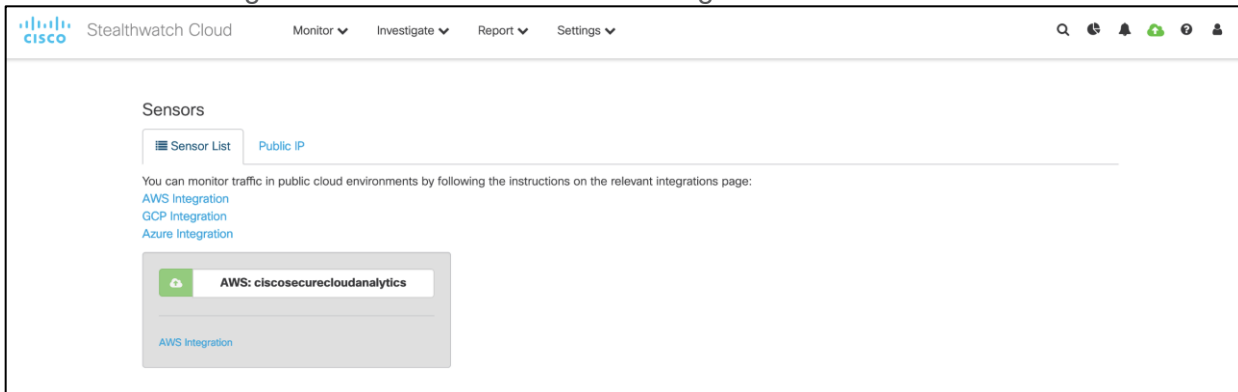 CISCO
Stealthwatch Cloud Monitor Investigate Report Settings
Sensors
Sensor List Public IP
You can monitor traffic in public cloud environments by following the instructions on the relevant integrations page:
AWS Integration
GCP Integration
Azure Integration
AWS: ciscosecurecloudanalytics
AWS Integration